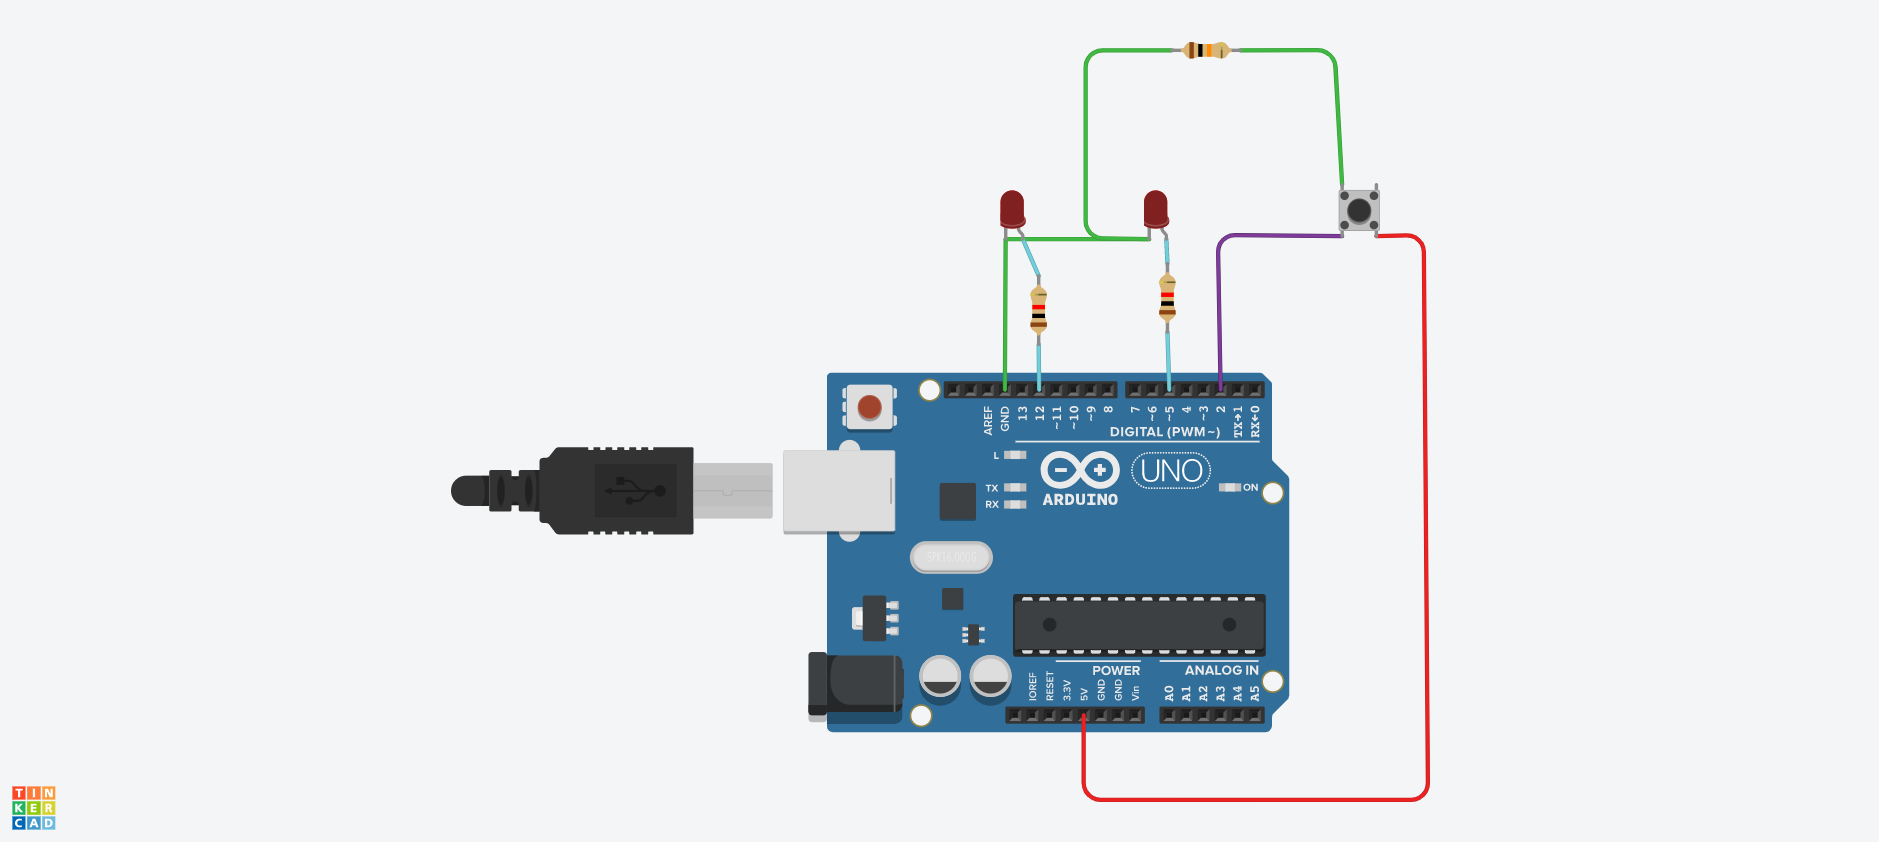 AREF
GND
13
12
~11
~10
~9
8
7
~6
~5
4
~3
2
TX→1
RX←0
DIGITAL (PWM~)
L
TX
RX
ARDUINO
UNO
ON
SPK16.000G
POWER
ANALOG IN
IOREF
RESET
3.3V
5V
GND
GND
Vin
A0
A1
A2
A3
A4
A5
TIN
KER
CAD